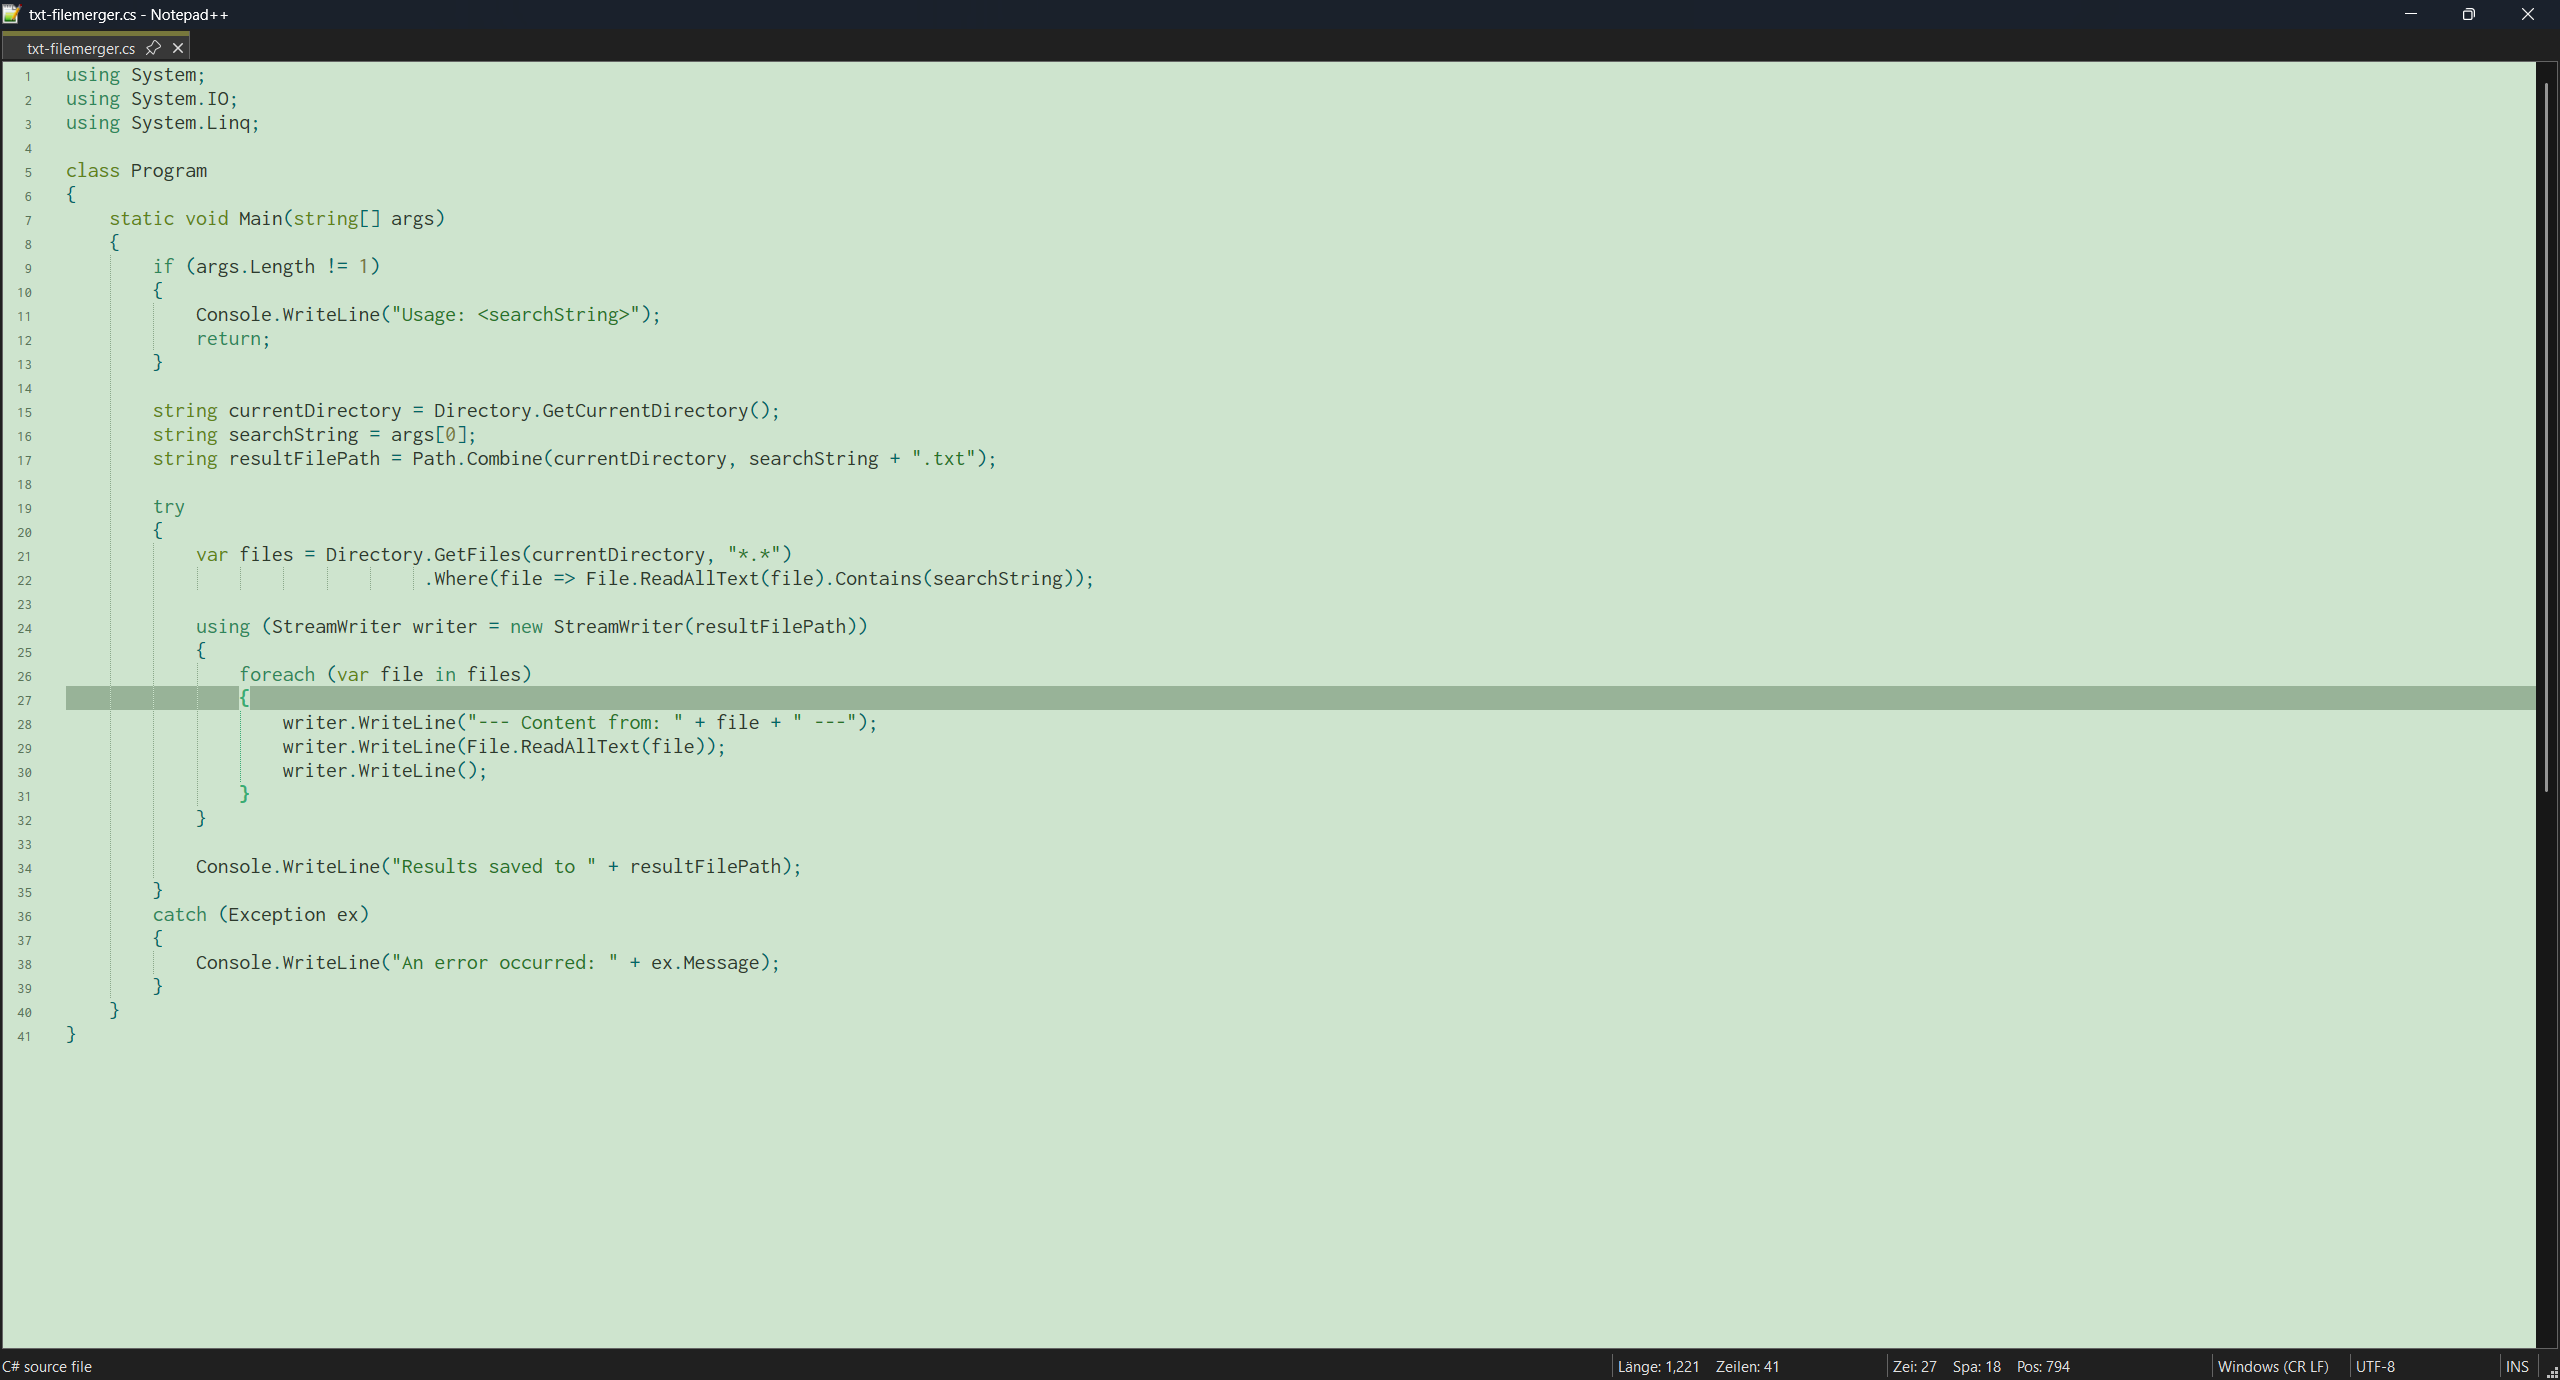 txt-filemerger.cs - Notepad++
txt-filemerger.cs
1 using System;
2 using System.IO;
3 using System.Linq;
4
5 class Program
6 {
7     static void Main(string[] args)
8     {
9         if (args.Length != 1)
10         {
11             Console.WriteLine("Usage: <searchString>");
12             return;
13         }
14
15         string currentDirectory = Directory.GetCurrentDirectory();
16         string searchString = args[0];
17         string resultFilePath = Path.Combine(currentDirectory, searchString + ".txt");
18
19         try
20         {
21             var files = Directory.GetFiles(currentDirectory, "*.*")
22                                  .Where(file => File.ReadAllText(file).Contains(searchString));
23
24             using (StreamWriter writer = new StreamWriter(resultFilePath))
25             {
26                 foreach (var file in files)
27                 {
28                     writer.WriteLine("--- Content from: " + file + " ---");
29                     writer.WriteLine(File.ReadAllText(file));
30                     writer.WriteLine();
31                 }
32             }
33
34             Console.WriteLine("Results saved to " + resultFilePath);
35         }
36         catch (Exception ex)
37         {
38             Console.WriteLine("An error occurred: " + ex.Message);
39         }
40     }
41 }
C# source file Länge: 1,221 Zeilen: 41 Zei: 27 Spa: 18 Pos: 794 Windows (CR LF) UTF-8 INS